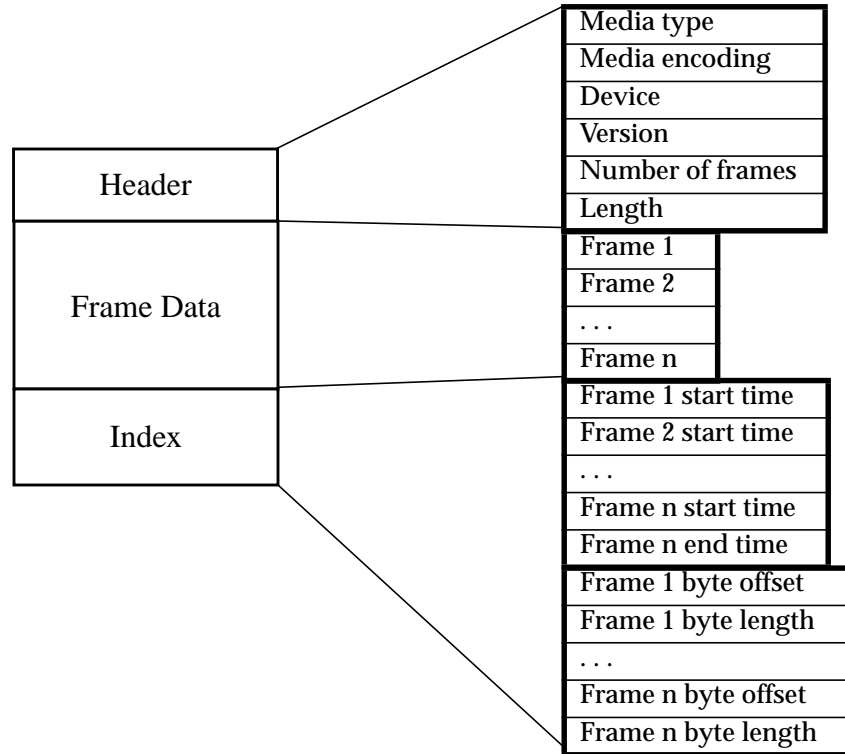 Header
Frame Data
Index
Media type
Media encoding
Device
Version
Number of frames
Length
Frame 1
Frame 2
. . .
Frame n
Frame 1 start time
Frame 2 start time
. . .
Frame n start time
Frame n end time
Frame 1 byte offset
Frame 1 byte length
. . .
Frame n byte offset
Frame n byte length